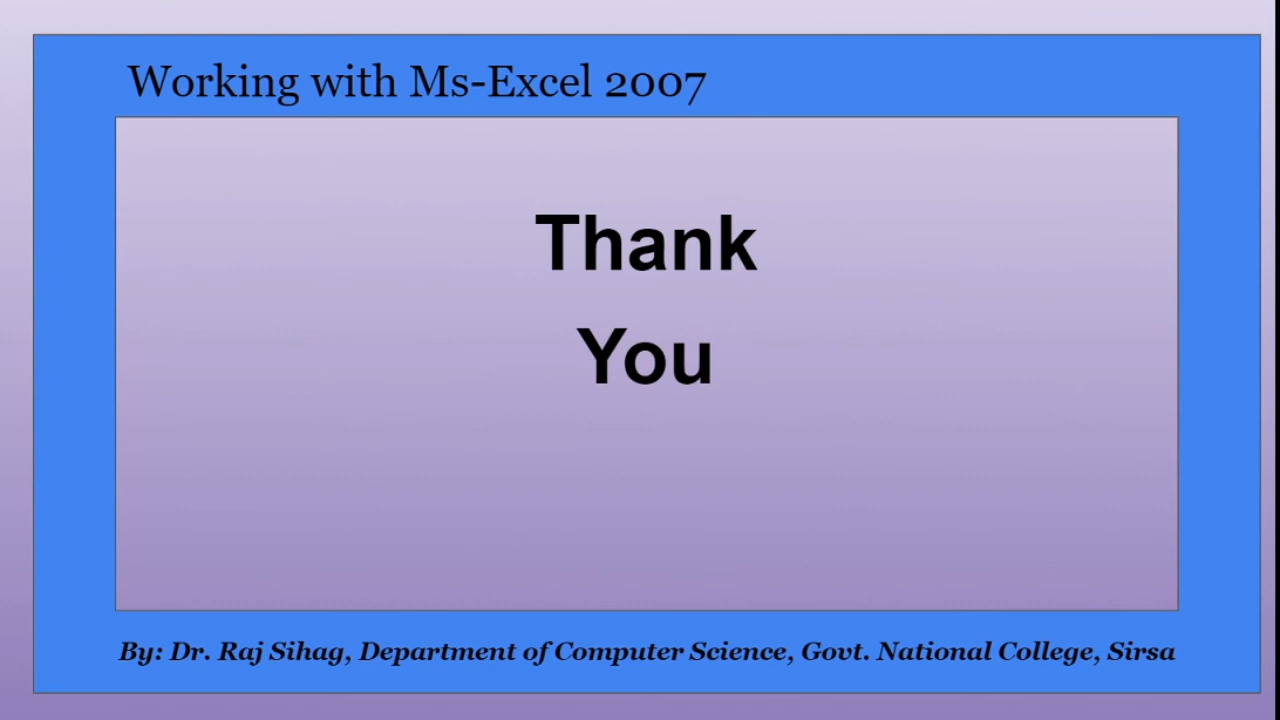 Working with Ms-Excel 2007
Thank
You
By: Dr. Raj Sihag, Department of Computer Science, Govt. National College, Sirsa